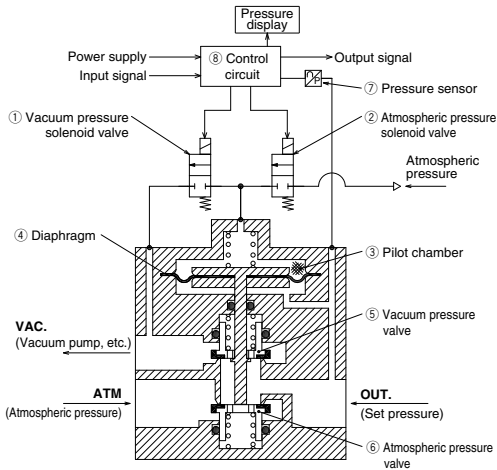 Pressure
display
Power supply
Input signal
⑧ Control
circuit
Output signal
⑦ Pressure sensor
P
① Vacuum pressure
solenoid valve
② Atmospheric pressure
solenoid valve
Atmospheric
pressure
④ Diaphragm
③ Pilot chamber
VAC.
(Vacuum pump, etc.)
⑤ Vacuum pressure
valve
ATM
(Atmospheric pressure)
OUT.
(Set pressure)
⑥ Atmospheric pressure
valve